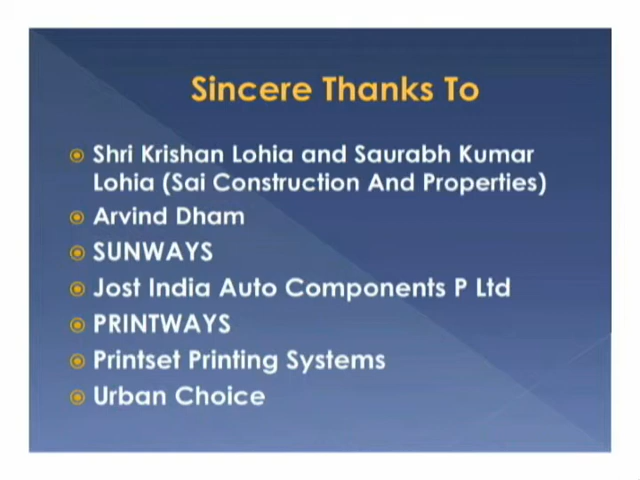 Sincere Thanks To
Shri Krishan Lohia and Saurabh Kumar
Lohia (Sai Construction And Properties)
Arvind Dham
SUNWAYS
Jost India Auto Components P Ltd
PRINTWAYS
Printset Printing Systems
Urban Choice